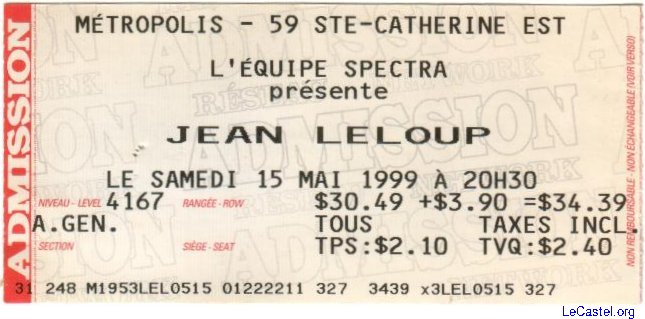 MÉTROPOLIS - 59 STE-CATHERINE EST
L'ÉQUIPE SPECTRA
présente
JEAN LELOUP
LE SAMEDI 15 MAI 1999 À 20H30
NIVEAU - LEVEL 4167 RANGÉE - ROW $30.49 +$3.90 =$34.39
A.GEN. TOUS TAXES INCL.
SECTION SIÈGE - SEAT TPS:$2.10 TVQ:$2.40
31 248 M1953LEL0515 01222211 327 3439 x3LEL0515 327
ADMISSION
NON REMBOURSABLE - NON ÉCHANGEABLE (VOIR VERSO)
ADMISSION
RÉSEAU
NETWORK
LeCastel.org